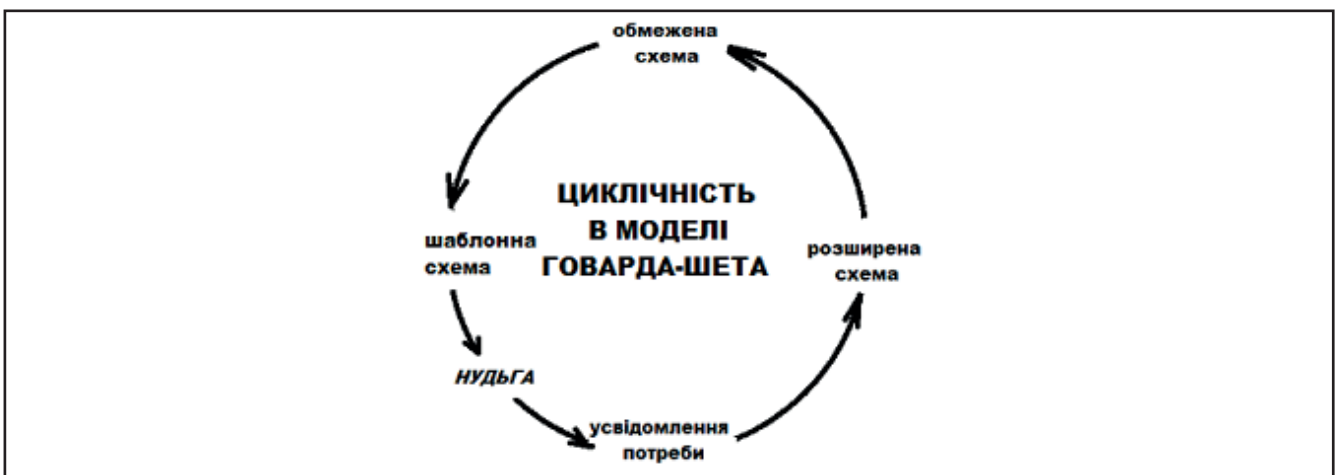 обмежена
схема
ЦИКЛІЧНІСТЬ
В МОДЕЛІ
ГОВАРДА-ШЕТА
шаблонна
схема
розширена
схема
НУДЬГА
усвідомлення
потреби